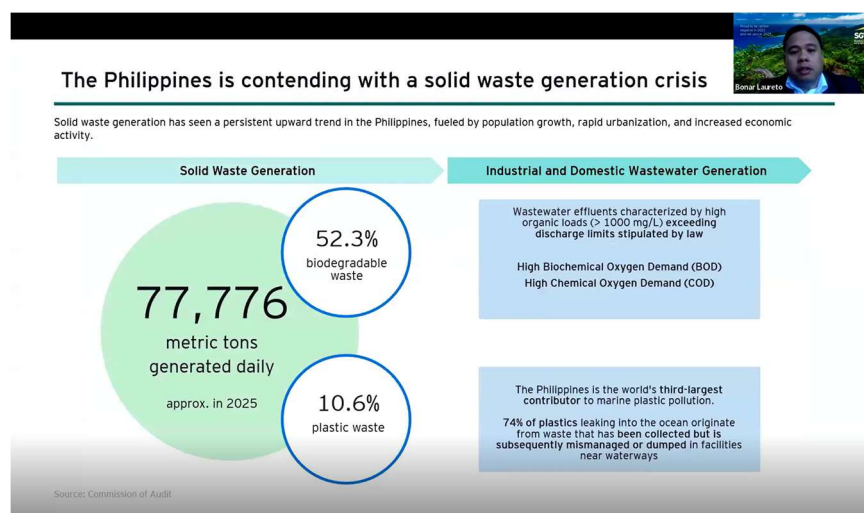 The Philippines is contending with a solid waste generation crisis
Bonar Laureto
Solid waste generation has seen a persistent upward trend in the Philippines, fueled by population growth, rapid urbanization, and increased economic
activity.
Solid Waste Generation
77,776
metric tons
generated daily
approx. in 2025
52.3%
biodegradable
waste
10.6%
plastic waste
Industrial and Domestic Wastewater Generation
Wastewater effluents characterized by high
organic loads (> 1000 mg/L) exceeding
discharge limits stipulated by law
High Biochemical Oxygen Demand (BOD)
High Chemical Oxygen Demand (COD)
The Philippines is the world's third-largest
contributor to marine plastic pollution.
74% of plastics leaking into the ocean originate
from waste that has been collected but is
subsequently mismanaged or dumped in facilities
near waterways
Source: Commission of Audit